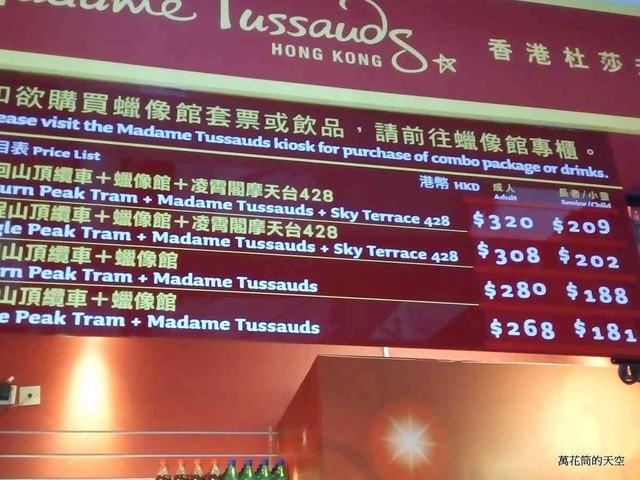 Madame Tussauds
HONG KONG
香港杜莎
如欲購買蠟像館套票或飲品，請前往蠟像館專櫃。
Please visit the Madame Tussauds kiosk for purchase of combo package or drinks.
目表 Price List
港幣 HKD 成人 長者/小童
Adult Senior/Child
回山頂纜車＋蠟像館＋凌霄閣摩天台428
urn Peak Tram + Madame Tussauds + Sky Terrace 428 $320 $209
程山頂纜車＋蠟像館＋凌霄閣摩天台428
gle Peak Tram + Madame Tussauds + Sky Terrace 428 $308 $202
山頂纜車＋蠟像館
rn Peak Tram + Madame Tussauds $280 $188
山頂纜車＋蠟像館
e Peak Tram + Madame Tussauds $268 $181
萬花筒的天空